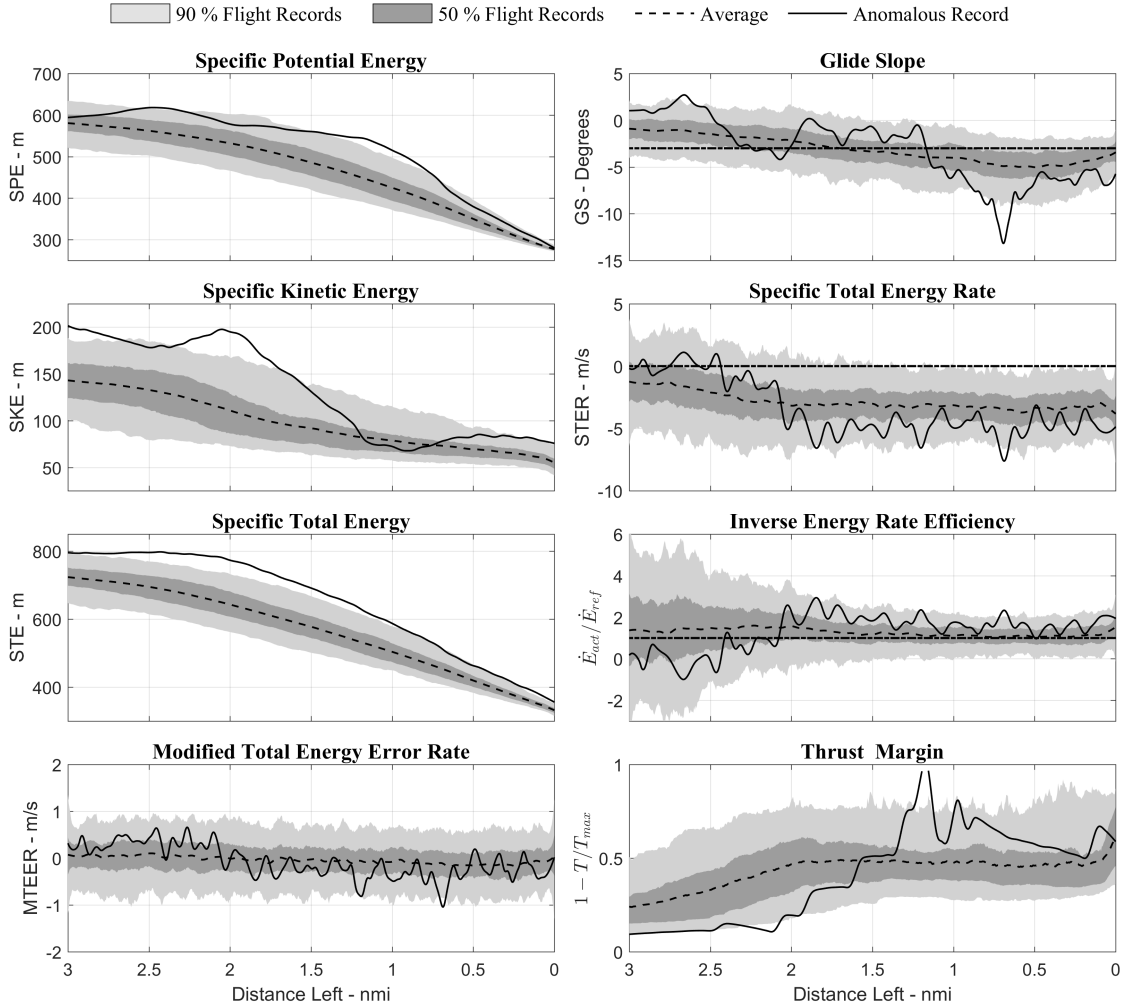 90 % Flight Records 50 % Flight Records Average Anomalous Record
Specific Potential Energy
700
600
500
400
300
SPE - m
Glide Slope
5
0
-5
-10
-15
GS - Degrees
Specific Kinetic Energy
200
150
100
50
SKE - m
Specific Total Energy Rate
5
0
-5
-10
STER - m/s
Specific Total Energy
800
600
400
STE - m
Inverse Energy Rate Efficiency
6
4
2
0
-2
Ė_act/Ė_ref
Modified Total Energy Error Rate
2
1
0
-1
-2
MTEER - m/s
3 2.5 2 1.5 1 0.5 0
Distance Left - nmi
Thrust Margin
1
0.5
0
1 − T/T_max
3 2.5 2 1.5 1 0.5 0
Distance Left - nmi